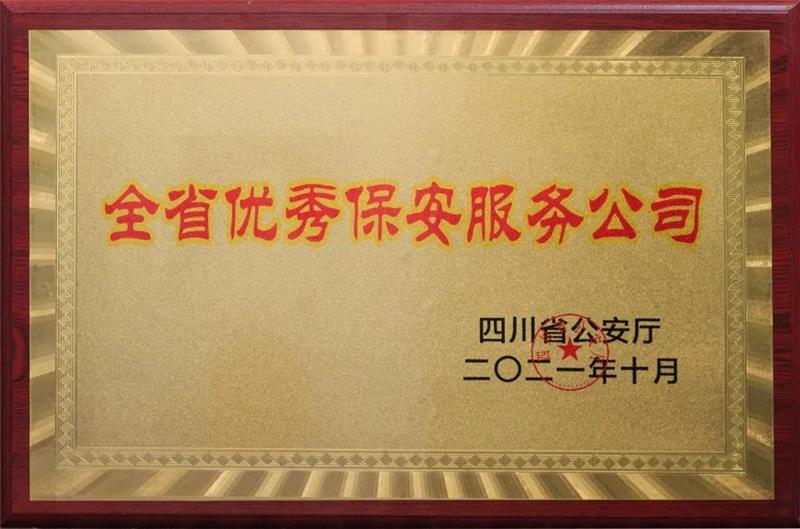 全省优秀保安服务公司
四川省公安厅
二〇二一年十月